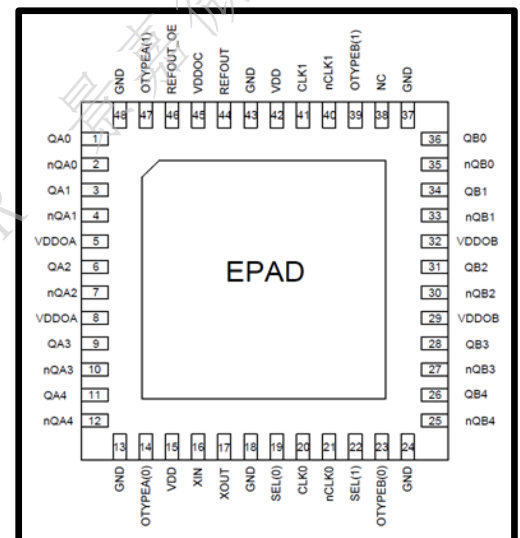 GND
OTYPEA(1)
REFOUT_OE
VDDOC
REFOUT
GND
VDD
CLK1
nCLK1
OTYPEB(1)
NC
GND
48 47 46 45 44 43 42 41 40 39 38 37
QA0 1 36 QB0
nQA0 2 35 nQB0
QA1 3 34 QB1
nQA1 4 33 nQB1
VDDOA 5 32 VDDOB
QA2 6 31 QB2
nQA2 7 30 nQB2
VDDOA 8 29 VDDOB
QA3 9 28 QB3
nQA3 10 27 nQB3
QA4 11 26 QB4
nQA4 12 25 nQB4
EPAD
13 14 15 16 17 18 19 20 21 22 23 24
GND
OTYPEA(0)
VDD
XIN
XOUT
GND
SEL(0)
CLK0
nCLK0
SEL(1)
OTYPEB(0)
GND
景嘉微